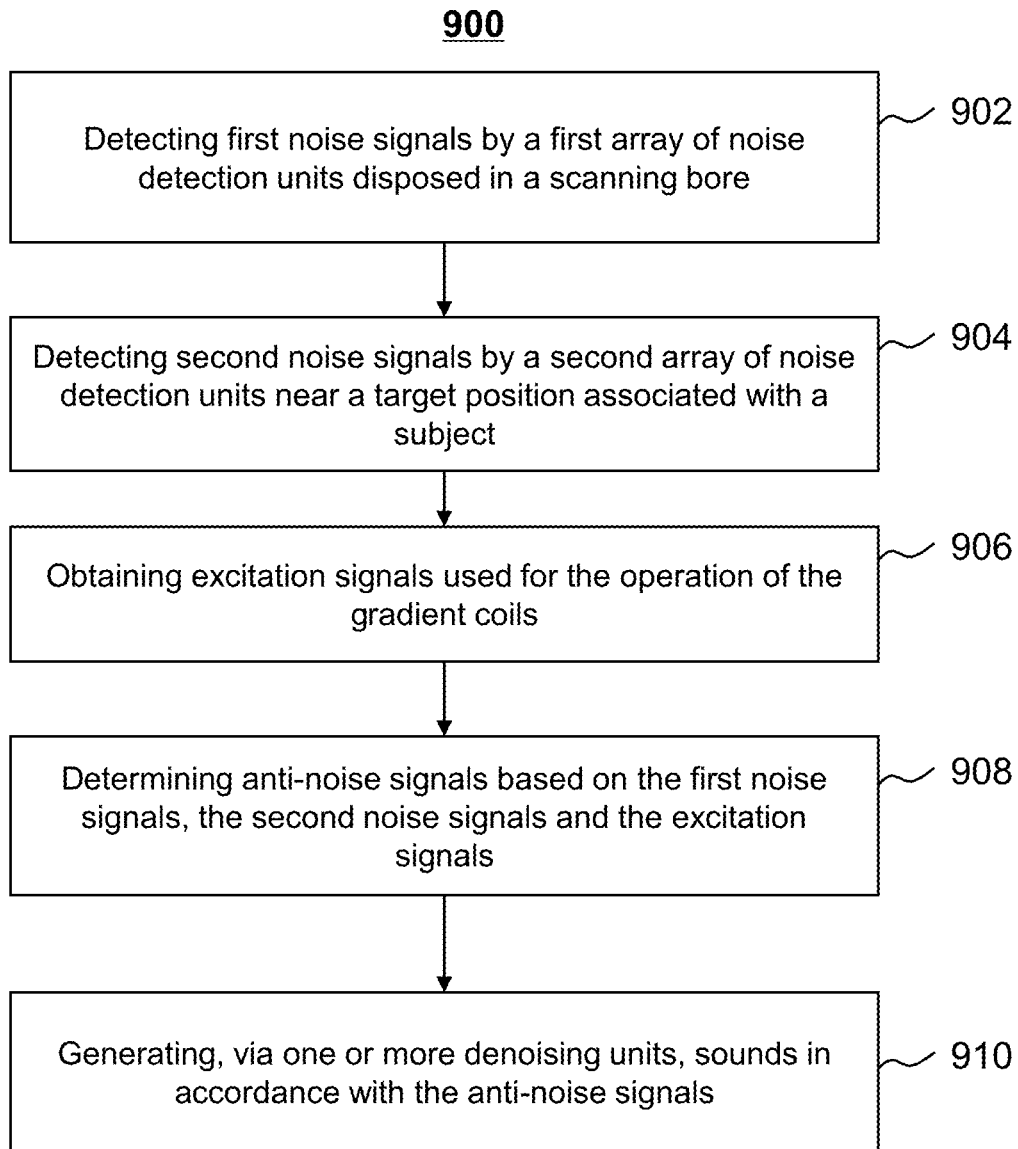 900
Detecting first noise signals by a first array of noise
detection units disposed in a scanning bore
902
Detecting second noise signals by a second array of noise
detection units near a target position associated with a
subject
904
Obtaining excitation signals used for the operation of the
gradient coils
906
Determining anti-noise signals based on the first noise
signals, the second noise signals and the excitation
signals
908
Generating, via one or more denoising units, sounds in
accordance with the anti-noise signals
910